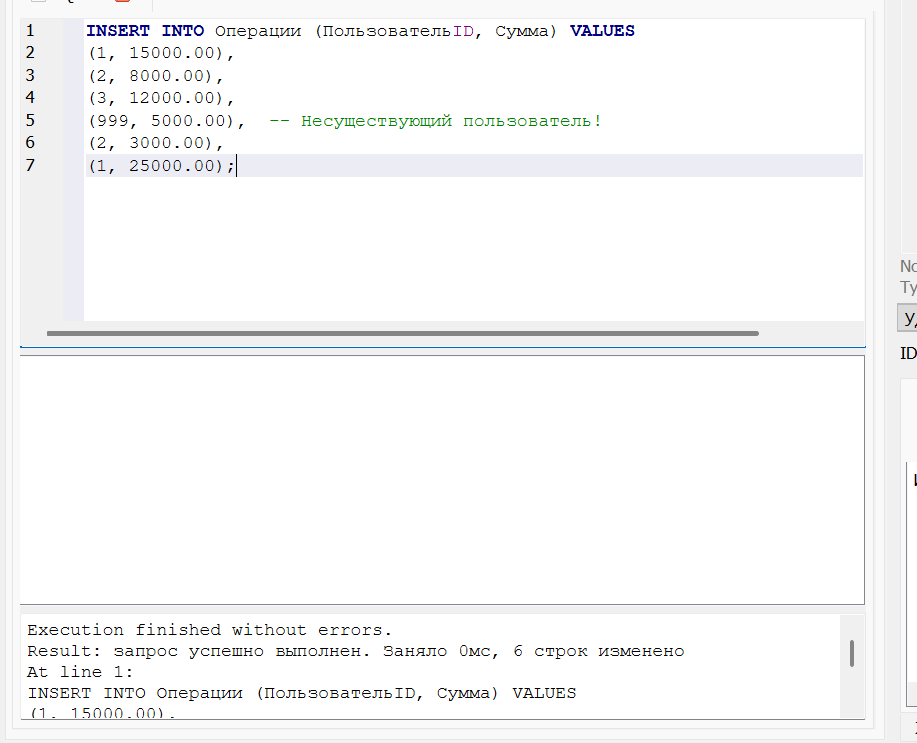 1 INSERT INTO Операции (ПользовательID, Сумма) VALUES
2 (1, 15000.00),
3 (2, 8000.00),
4 (3, 12000.00),
5 (999, 5000.00),  -- Несуществующий пользователь!
6 (2, 3000.00),
7 (1, 25000.00);
ID
Execution finished without errors.
Result: запрос успешно выполнен. Заняло 0мс, 6 строк изменено
At line 1:
INSERT INTO Операции (ПользовательID, Сумма) VALUES
(1, 15000.00),